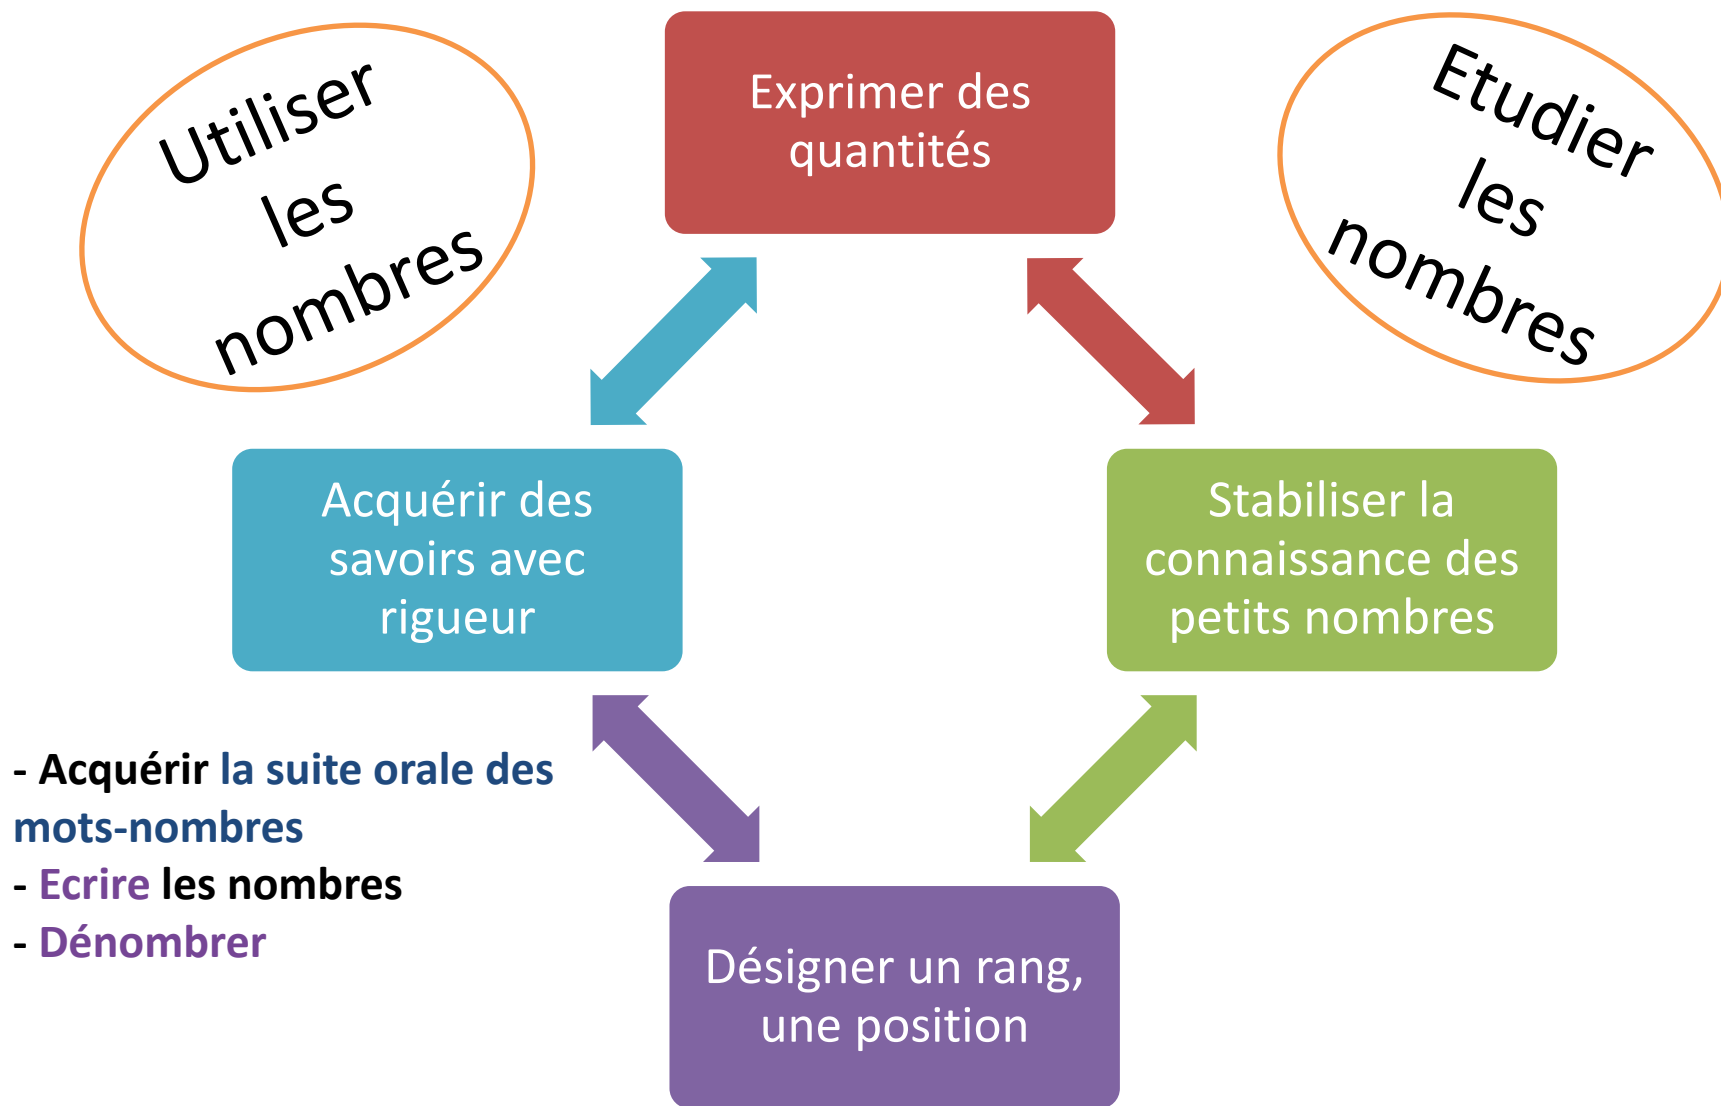 Utiliser
les
nombres
Exprimer des
quantités
Etudier
les
nombres
Acquérir des
savoirs avec
rigueur
Stabiliser la
connaissance des
petits nombres
- Acquérir la suite orale des
mots-nombres
- Ecrire les nombres
- Dénombrer
Désigner un rang,
une position